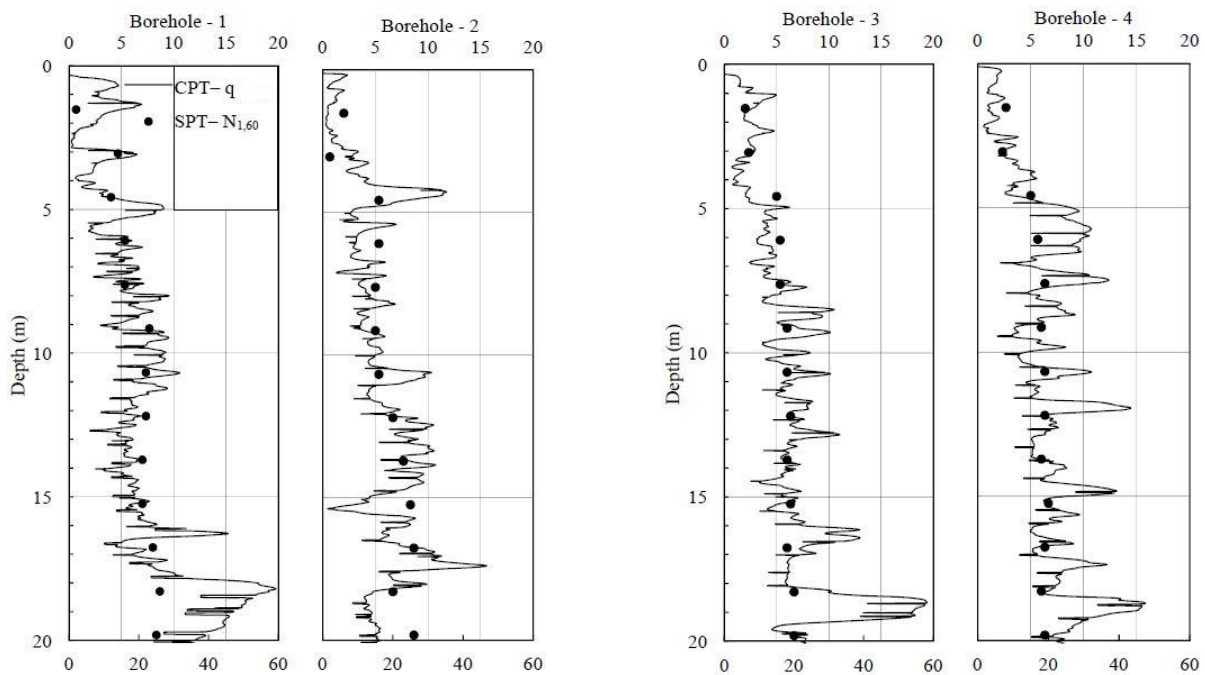 Borehole - 1
0 5 10 15 20
Borehole - 2
0 5 10 15 20
Borehole - 3
0 5 10 15 20
Borehole - 4
0 5 10 15 20
CPT– q
SPT– N1,60
Depth (m)
0
5
10
15
20
0 20 40 60
0 20 40 60
Depth (m)
0
5
10
15
20
0 20 40 60
0 20 40 60